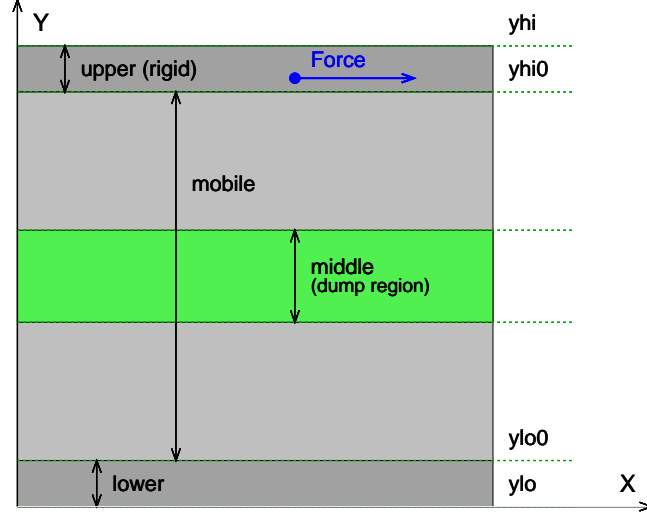 Y
yhi
Force
upper (rigid)
yhi0
mobile
middle
(dump region)
ylo0
lower
ylo
X